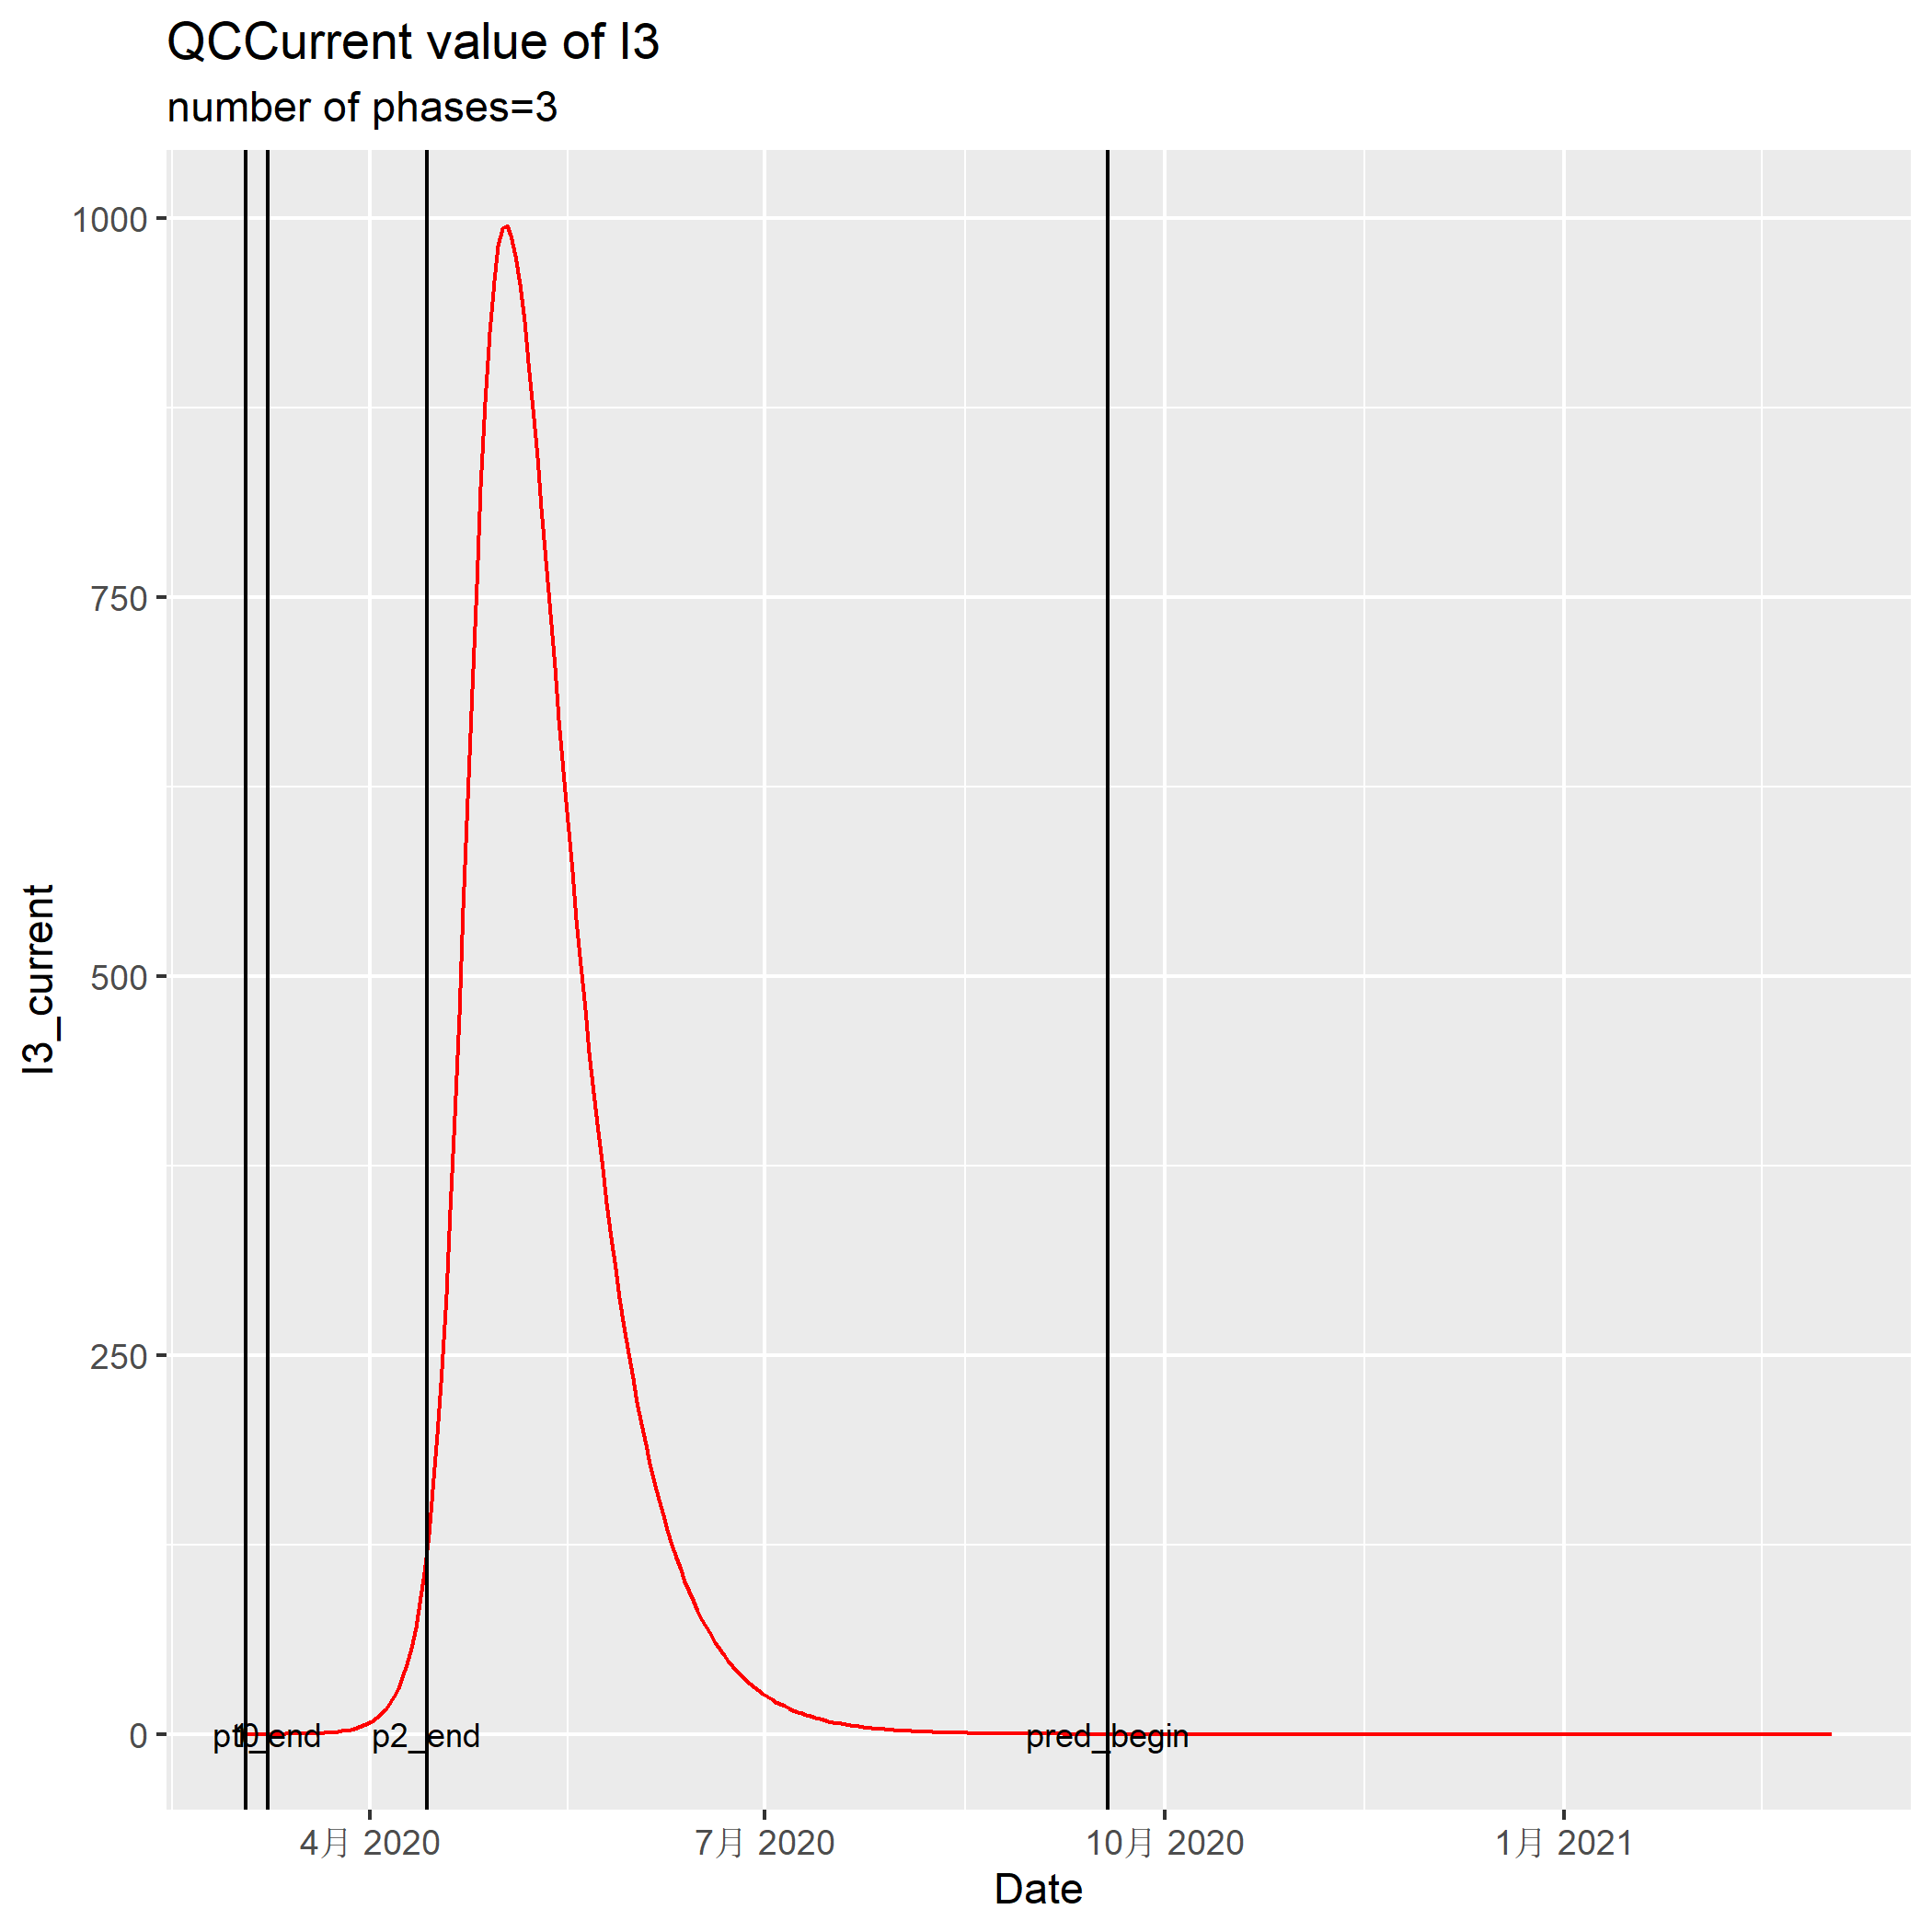 QCCurrent value of I3
number of phases=3
1000
750
500
250
0
I3_current
p2_end
pred_begin
4月 2020
7月 2020
10月 2020
1月 2021
Date